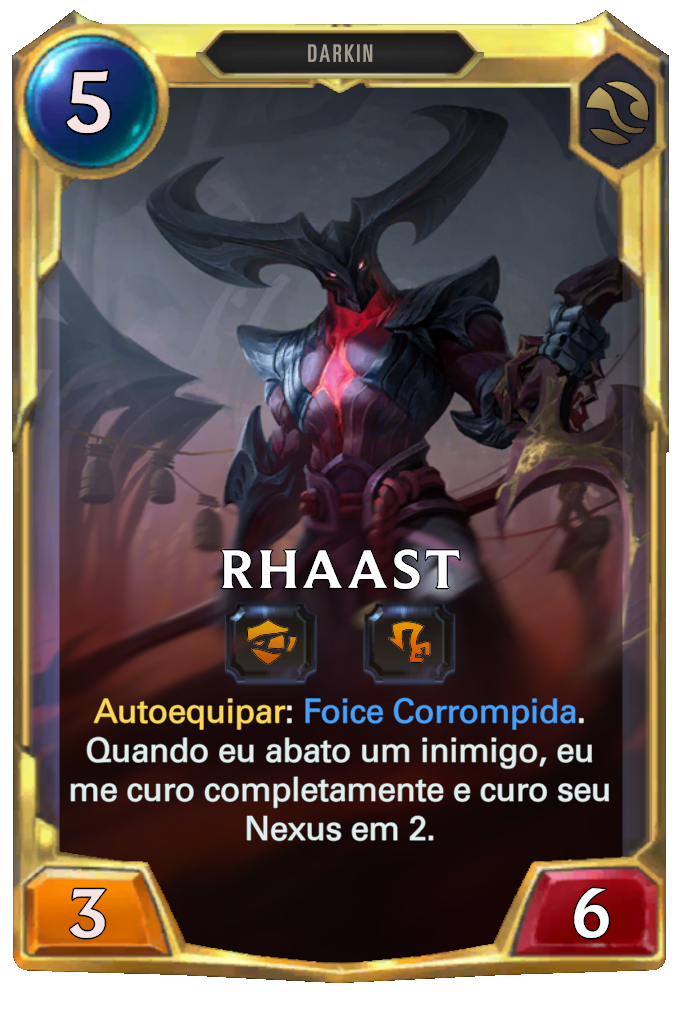 DARKIN
5
RHAAST
Autoequipar: Foice Corrompida.
Quando eu abato um inimigo, eu
me curo completamente e curo seu
Nexus em 2.
3
6